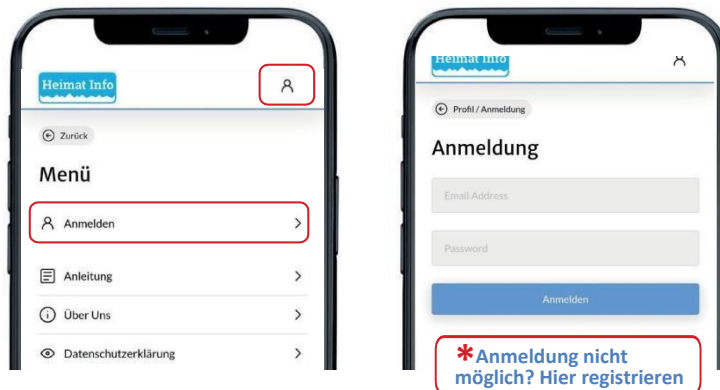 Heimat Info
Zurück
Menü
Anmelden
Anleitung
Über Uns
Datenschutzerklärung
Heimat Info
Profil / Anmeldung
Anmeldung
Email Address
Password
Anmelden
*Anmeldung nicht
möglich? Hier registrieren